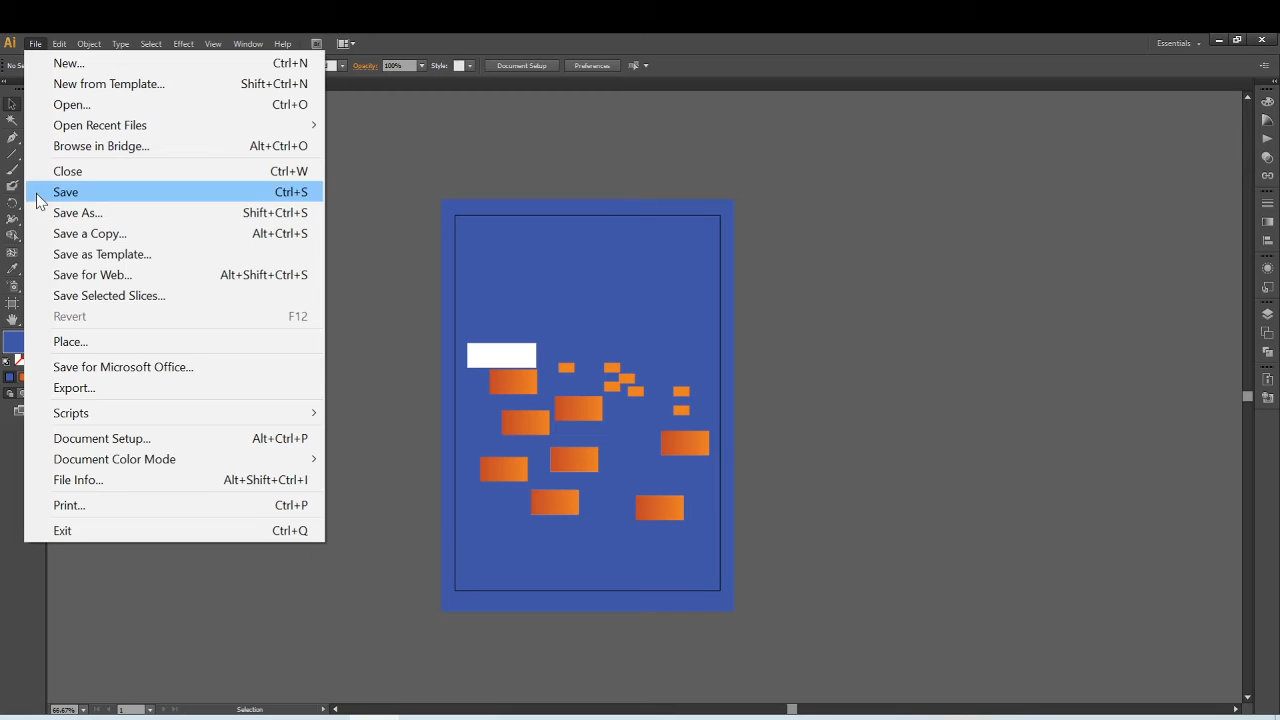 Ai File Edit Object Type Select Effect View Window Help Br Essentials
Opacity: 100% Style: Document Setup Preferences
New... Ctrl+N
New from Template... Shift+Ctrl+N
Open... Ctrl+O
Open Recent Files
Browse in Bridge... Alt+Ctrl+O
Close Ctrl+W
Save Ctrl+S
Save As... Shift+Ctrl+S
Save a Copy... Alt+Ctrl+S
Save as Template...
Save for Web... Alt+Shift+Ctrl+S
Save Selected Slices...
Revert F12
Place...
Save for Microsoft Office...
Export...
Scripts
Document Setup... Alt+Ctrl+P
Document Color Mode
File Info... Alt+Shift+Ctrl+I
Print... Ctrl+P
Exit Ctrl+Q
66.67% 1 Selection